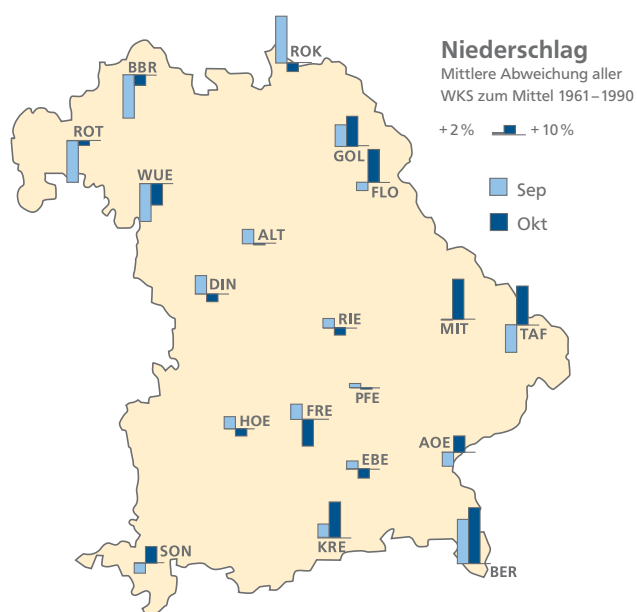 Niederschlag
Mittlere Abweichung aller
WKS zum Mittel 1961–1990
+2 % +10 %
Sep
Okt
ROK
BBR
ROT
GOL
WUE
FLO
ALT
DIN
RIE
MIT
TAF
PFE
FRE
HOE
AOE
EBE
KRE
SON
BER